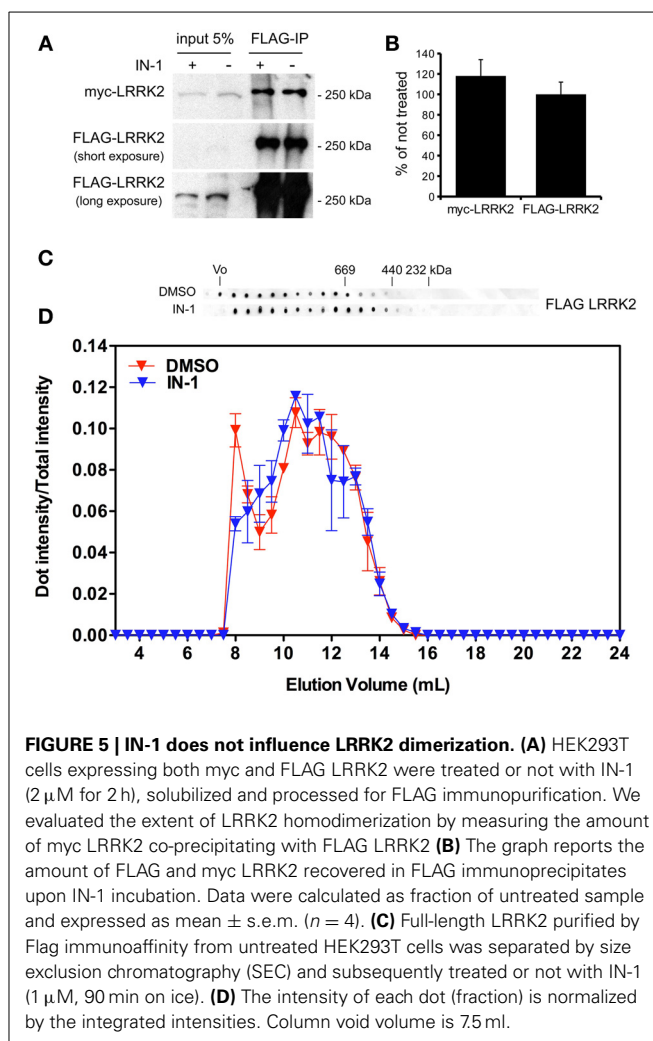 A
input 5% FLAG-IP
IN-1 + - + -
myc-LRRK2 - 250 kDa
FLAG-LRRK2
(short exposure)
- 250 kDa
FLAG-LRRK2
(long exposure)
- 250 kDa
B
% of not treated
140
120
100
80
60
40
20
0
myc-LRRK2 FLAG-LRRK2
C
Vo 669 440 232 kDa
DMSO
IN-1
FLAG LRRK2
D
DMSO
IN-1
Dot intensity/Total intensity
0.14
0.12
0.10
0.08
0.06
0.04
0.02
0.00
4 6 8 10 12 14 16 18 20 22 24
Elution Volume (mL)
FIGURE 5 | IN-1 does not influence LRRK2 dimerization. (A) HEK293T
cells expressing both myc and FLAG LRRK2 were treated or not with IN-1
(2 μM for 2 h), solubilized and processed for FLAG immunopurification. We
evaluated the extent of LRRK2 homodimerization by measuring the amount
of myc LRRK2 co-precipitating with FLAG LRRK2 (B) The graph reports the
amount of FLAG and myc LRRK2 recovered in FLAG immunoprecipitates
upon IN-1 incubation. Data were calculated as fraction of untreated sample
and expressed as mean ± s.e.m. (n = 4). (C) Full-length LRRK2 purified by
Flag immunoaffinity from untreated HEK293T cells was separated by size
exclusion chromatography (SEC) and subsequently treated or not with IN-1
(1 μM, 90 min on ice). (D) The intensity of each dot (fraction) is normalized
by the integrated intensities. Column void volume is 7.5 ml.